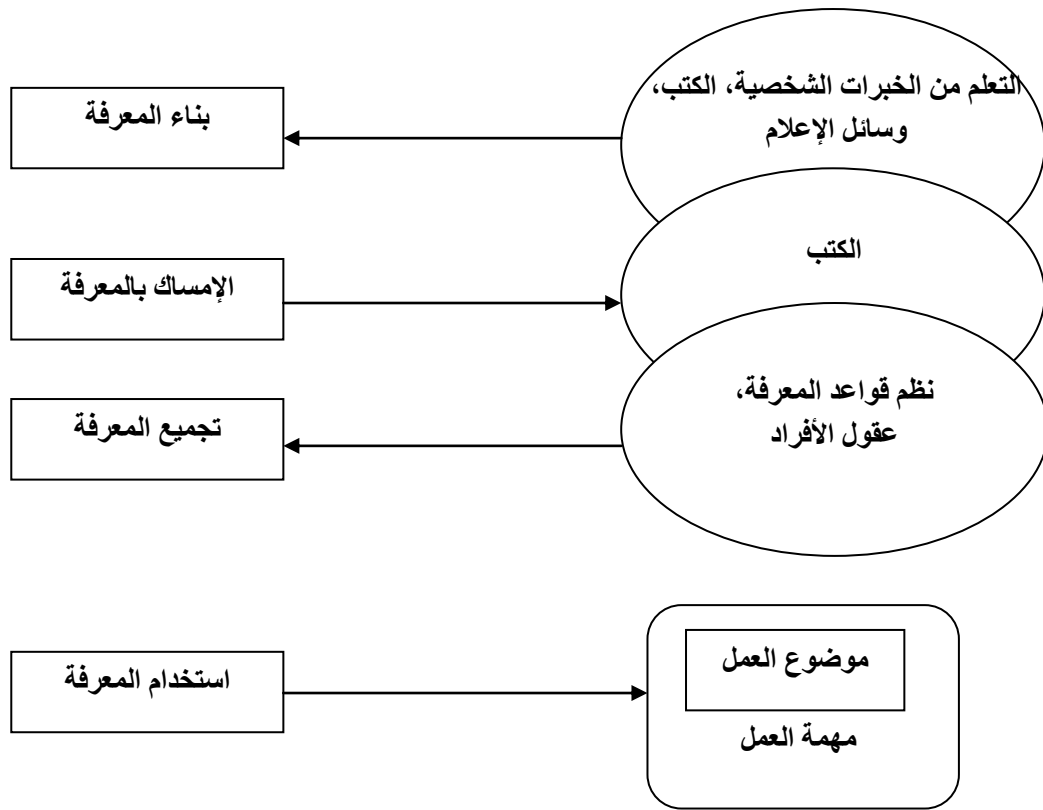 التعلم من الخبرات الشخصية، الكتب،
وسائل الإعلام
بناء المعرفة
الكتب
الإمساك بالمعرفة
نظم قواعد المعرفة،
عقول الأفراد
تجميع المعرفة
موضوع العمل
مهمة العمل
استخدام المعرفة